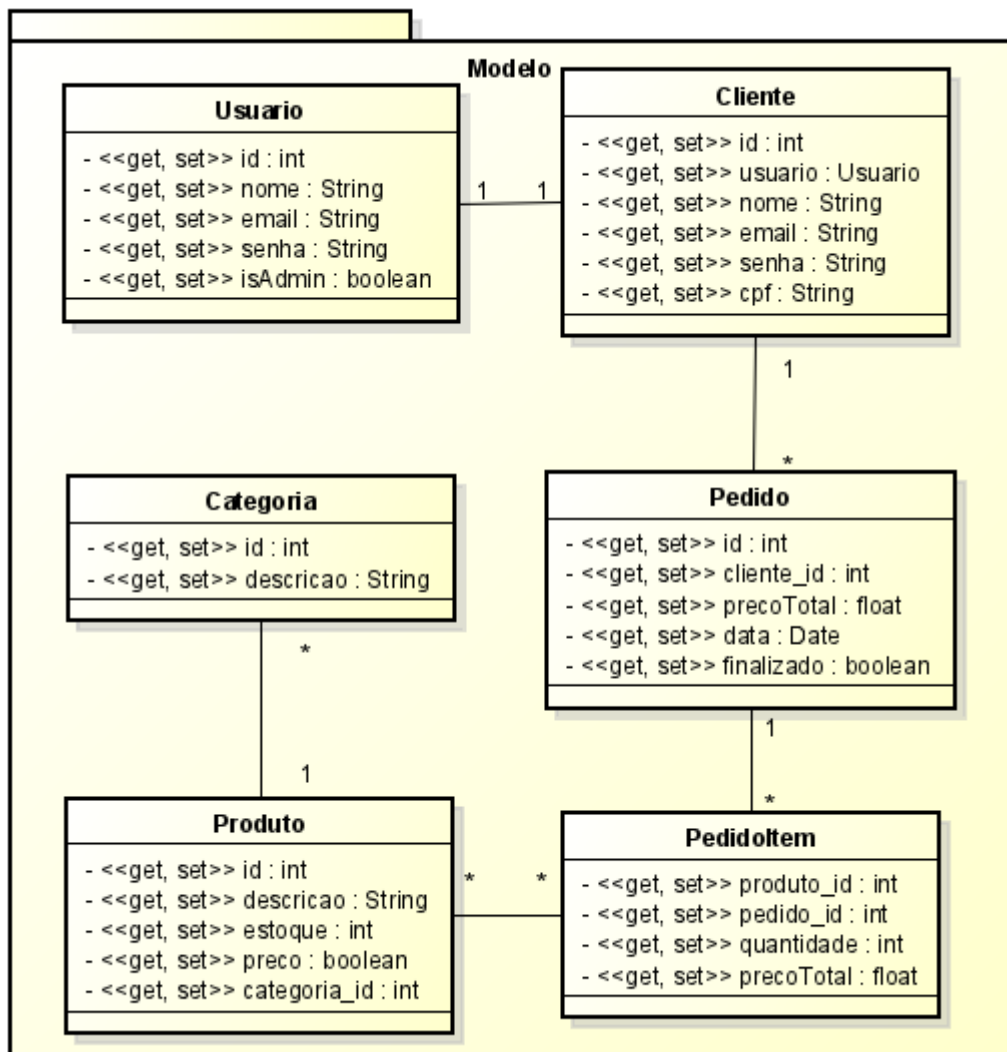 Modelo
Usuario
- <<get, set>> id : int
- <<get, set>> nome : String
- <<get, set>> email : String
- <<get, set>> senha : String
- <<get, set>> isAdmin : boolean
1
1
Cliente
- <<get, set>> id : int
- <<get, set>> usuario : Usuario
- <<get, set>> nome : String
- <<get, set>> email : String
- <<get, set>> senha : String
- <<get, set>> cpf : String
1
*
Categoria
- <<get, set>> id : int
- <<get, set>> descricao : String
*
1
Pedido
- <<get, set>> id : int
- <<get, set>> cliente_id : int
- <<get, set>> precoTotal : float
- <<get, set>> data : Date
- <<get, set>> finalizado : boolean
1
*
Produto
- <<get, set>> id : int
- <<get, set>> descricao : String
- <<get, set>> estoque : int
- <<get, set>> preco : boolean
- <<get, set>> categoria_id : int
*
*
PedidoItem
- <<get, set>> produto_id : int
- <<get, set>> pedido_id : int
- <<get, set>> quantidade : int
- <<get, set>> precoTotal : float